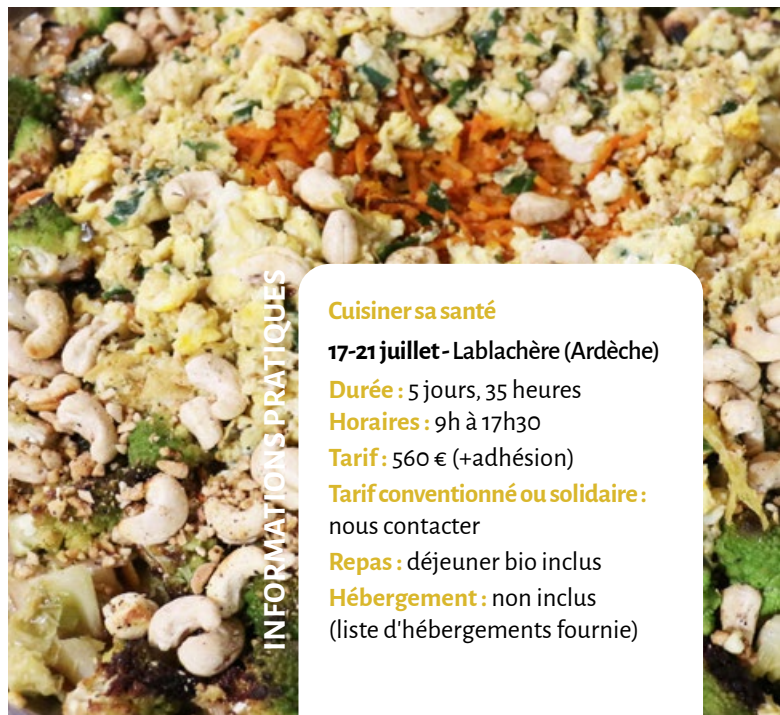 INFORMATIONS PRATIQUES
Cuisiner sa santé
17-21 juillet - Lablachère (Ardèche)
Durée : 5 jours, 35 heures
Horaires : 9h à 17h30
Tarif : 560 € (+adhésion)
Tarif conventionné ou solidaire :
nous contacter
Repas : déjeuner bio inclus
Hébergement : non inclus
(liste d'hébergements fournie)